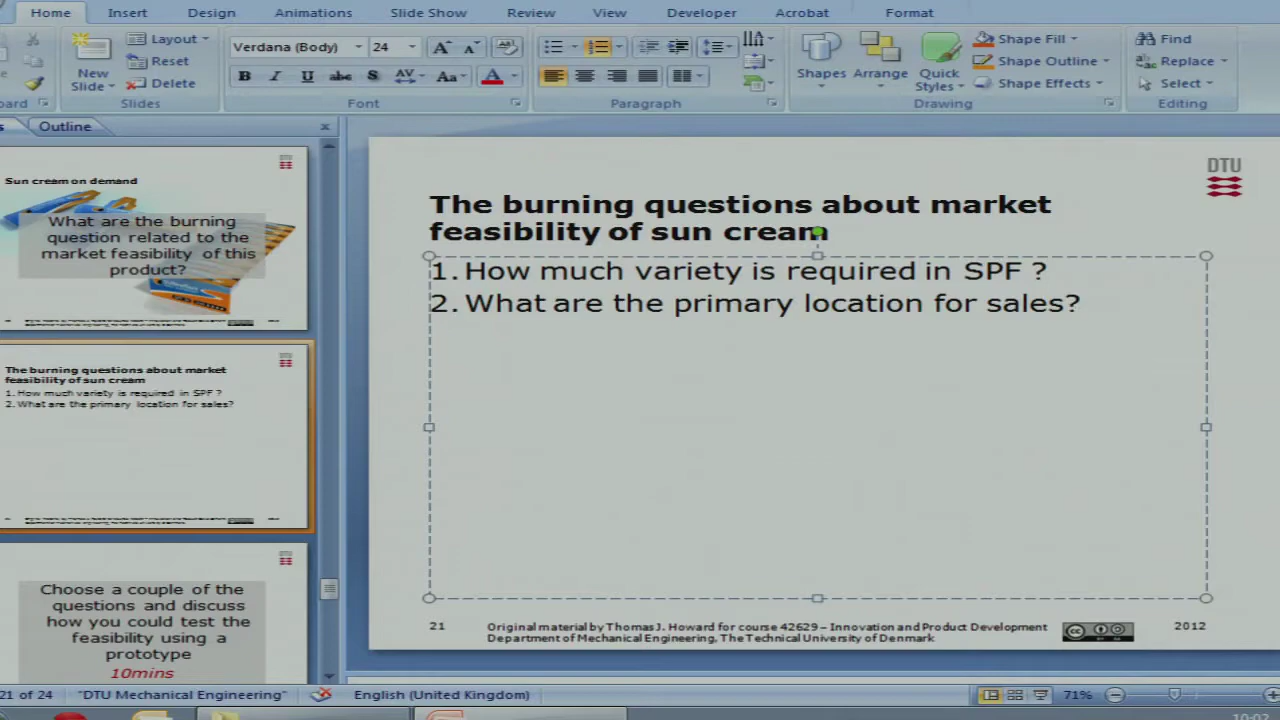 Home Insert Design Animations Slide Show Review View Developer Acrobat Format
Layout
Reset
Delete
New
Slide
Slides
Verdana (Body) 24
B I U abc S AV Aa A
Font
Paragraph
Shapes Arrange Quick
Styles
Shape Fill
Shape Outline
Shape Effects
Drawing
Find
Replace
Select
Editing
Outline
Sun cream on demand
What are the burning
question related to the
market feasibility of this
product?
The burning questions about market
feasibility of sun cream
1. How much variety is required in SPF ?
2. What are the primary location for sales?
Choose a couple of the
questions and discuss
how you could test the
feasibility using a
prototype
10mins
DTU
The burning questions about market
feasibility of sun cream
1. How much variety is required in SPF ?
2. What are the primary location for sales?
21 Original material by Thomas J. Howard for course 42629 – Innovation and Product Development
Department of Mechanical Engineering, The Technical University of Denmark
cc
2012
21 of 24 "DTU Mechanical Engineering" English (United Kingdom) 71%